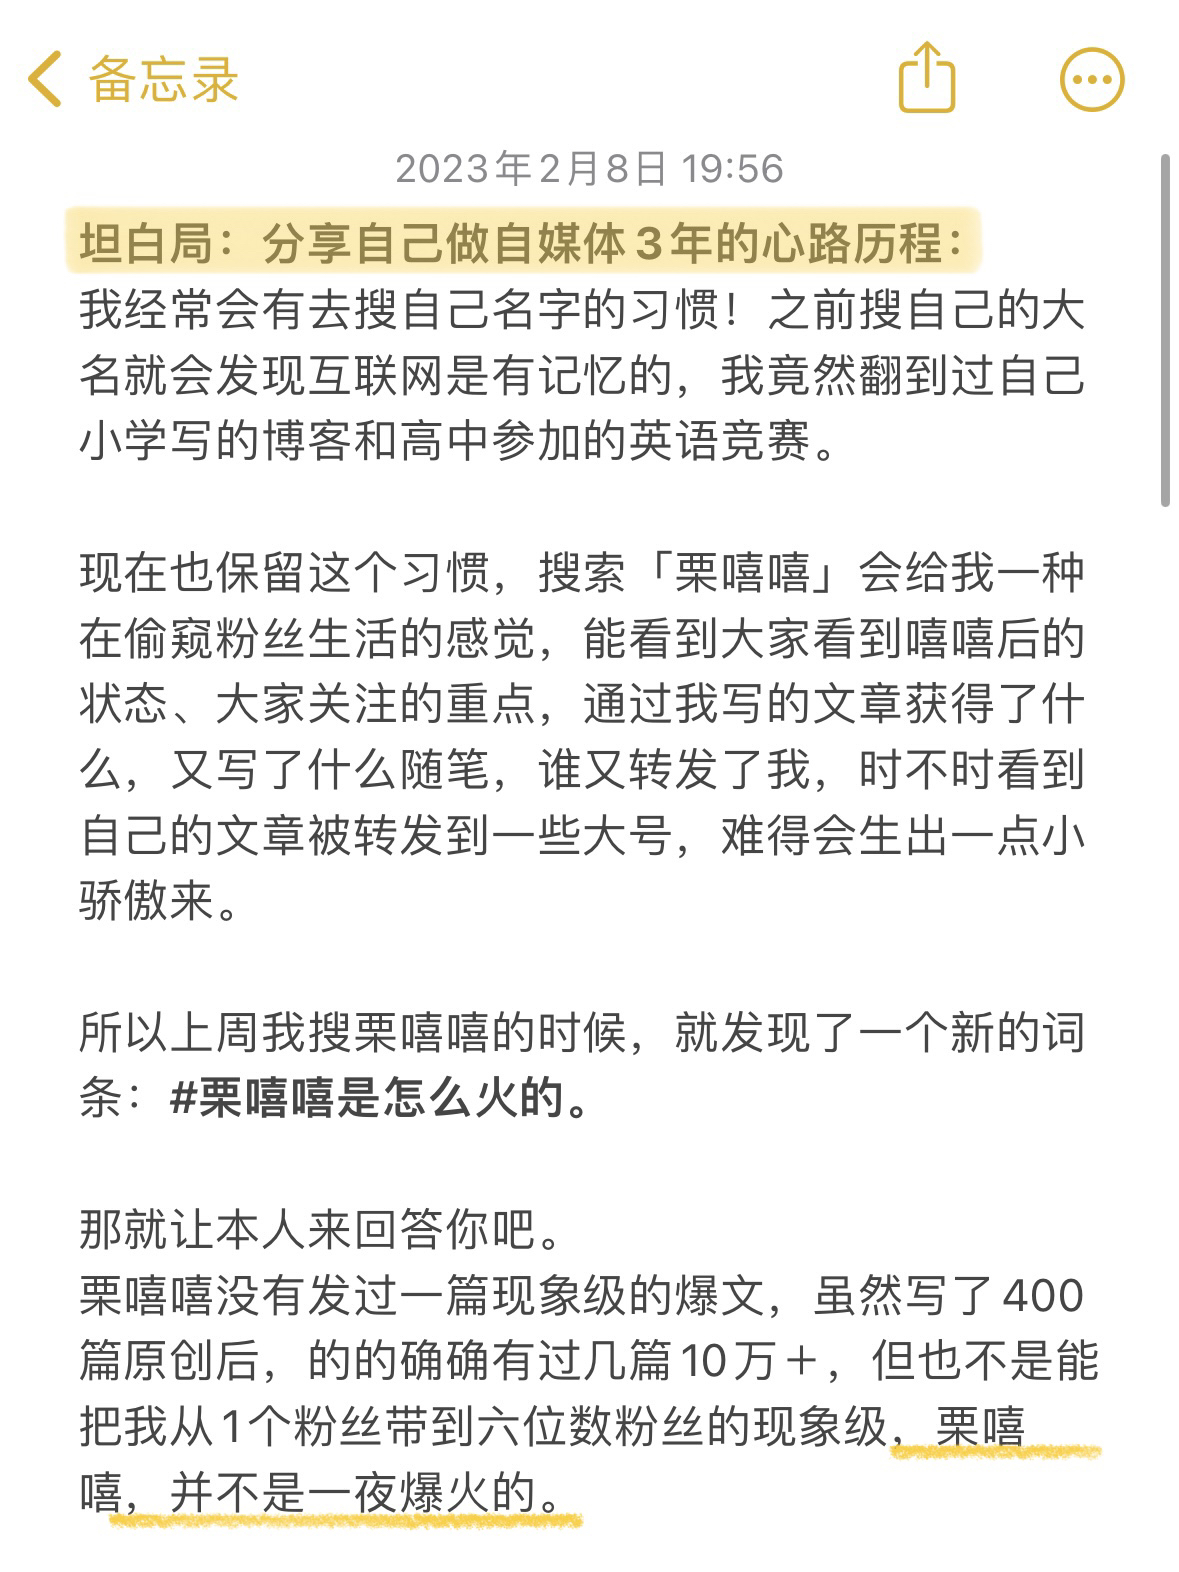 备忘录
2023年2月8日 19:56
坦白局：分享自己做自媒体3年的心路历程：
我经常会有去搜自己名字的习惯！之前搜自己的大
名就会发现互联网是有记忆的，我竟然翻到过自己
小学写的博客和高中参加的英语竞赛。
现在也保留这个习惯，搜索「栗嘻嘻」会给我一种
在偷窥粉丝生活的感觉，能看到大家看到嘻嘻后的
状态、大家关注的重点，通过我写的文章获得了什
么，又写了什么随笔，谁又转发了我，时不时看到
自己的文章被转发到一些大号，难得会生出一点小
骄傲来。
所以上周我搜栗嘻嘻的时候，就发现了一个新的词
条：#栗嘻嘻是怎么火的。
那就让本人来回答你吧。
栗嘻嘻没有发过一篇现象级的爆文，虽然写了400
篇原创后，的的确确有过几篇10万＋，但也不是能
把我从1个粉丝带到六位数粉丝的现象级，栗嘻
嘻，并不是一夜爆火的。